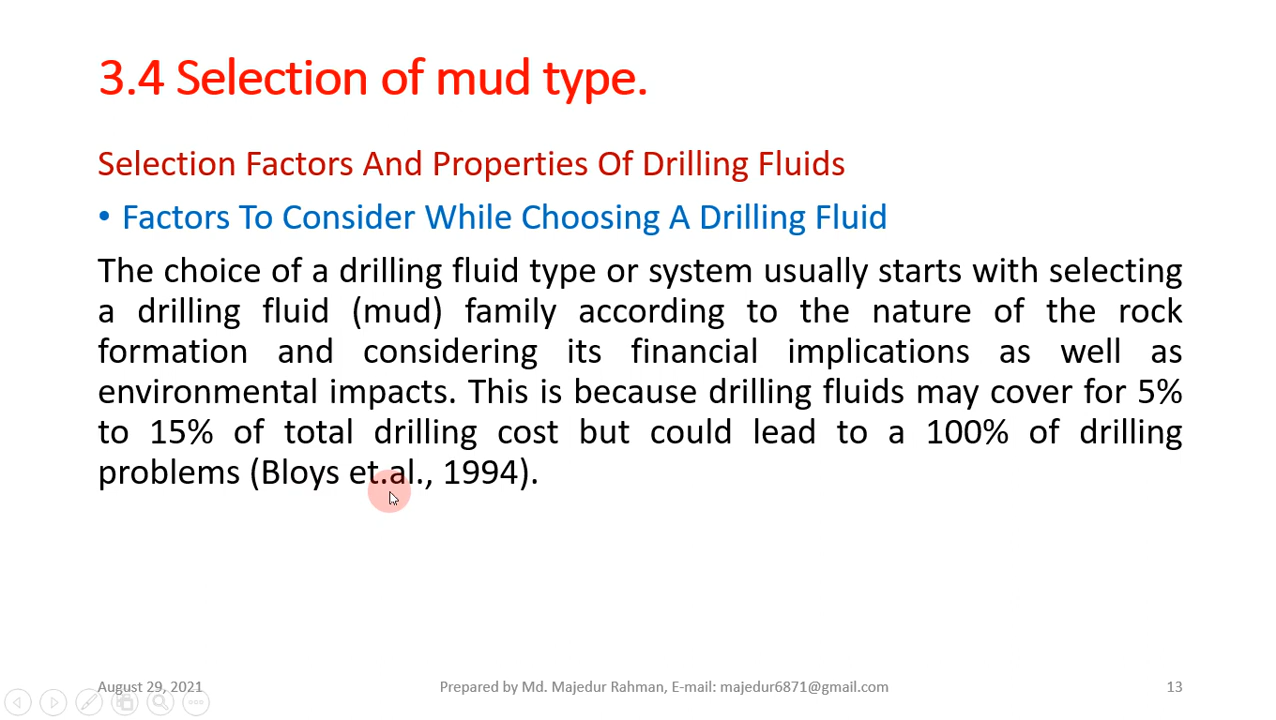 3.4 Selection of mud type.
Selection Factors And Properties Of Drilling Fluids
• Factors To Consider While Choosing A Drilling Fluid
The choice of a drilling fluid type or system usually starts with selecting
a drilling fluid (mud) family according to the nature of the rock
formation and considering its financial implications as well as
environmental impacts. This is because drilling fluids may cover for 5%
to 15% of total drilling cost but could lead to a 100% of drilling
problems (Bloys et.al., 1994).
August 29, 2021
Prepared by Md. Majedur Rahman, E-mail: majedur6871@gmail.com
13